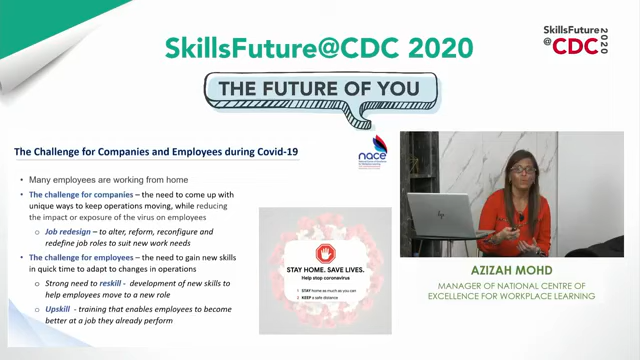 SkillsFuture@CDC 2020
SkillsFuture
@CDC
2020
THE FUTURE OF YOU
The Challenge for Companies and Employees during Covid-19
nace
• Many employees are working from home
• The challenge for companies – the need to come up with
unique ways to keep operations moving, while reducing
the impact or exposure of the virus on employees
o Job redesign – to alter, reform, reconfigure and
redefine job roles to suit new work needs
• The challenge for employees – the need to gain new skills
in quick time to adapt to changes in operations
o Strong need to reskill - development of new skills to
help employees move to a new role
o Upskill - training that enables employees to become
better at a job they already perform
STAY HOME. SAVE LIVES.
Help stop coronavirus
1 STAY home as much as you can
2 KEEP a safe distance
hp
AZIZAH MOHD
MANAGER OF NATIONAL CENTRE OF
EXCELLENCE FOR WORKPLACE LEARNING